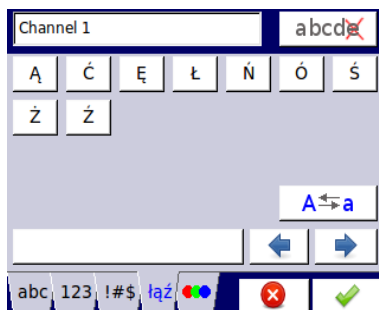 Channel 1 abcde
Ą Ć Ę Ł Ń Ó Ś
Ż Ź
A a
abc 123 !#$ łąź